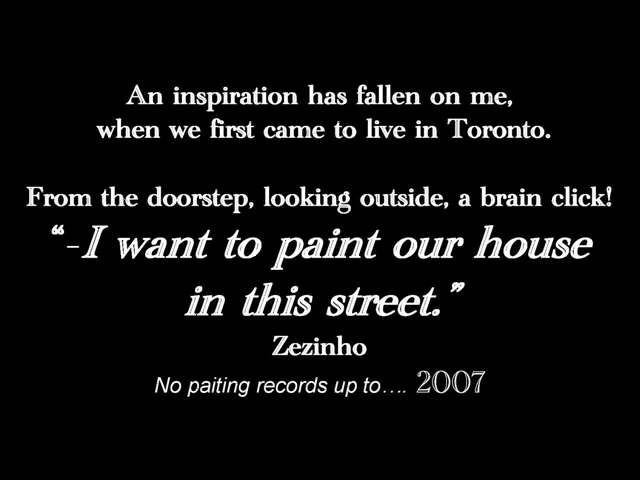 An inspiration has fallen on me,
when we first came to live in Toronto.
From the doorstep, looking outside, a brain click!
“-I want to paint our house
in this street.”
Zezinho
No paiting records up to…. 2007